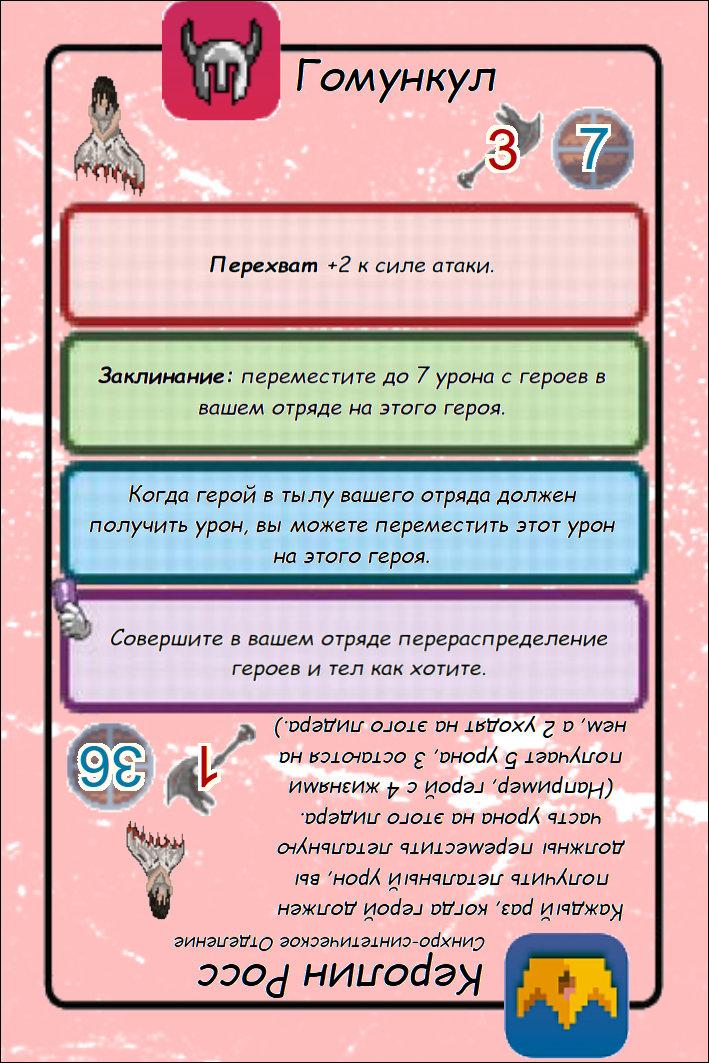 Гомункул
3 7
Перехват +2 к силе атаки.
Заклинание: переместите до 7 урона с героев в
вашем отряде на этого героя.
Когда герой в тылу вашего отряда должен
получить урон, вы можете переместить этот урон
на этого героя.
Совершите в вашем отряде перераспределение
героев и тел как хотите.
Керолин Росс
Синхро-синтетическое Отделение
Каждый раз, когда герой должен
получить летальный урон, вы
должны переместить летальную
часть урона на этого лидера.
(Например, герой с 4 жизнями
получает 5 урона, 3 остаются на
нем, а 2 уходят на этого лидера.)
1 36